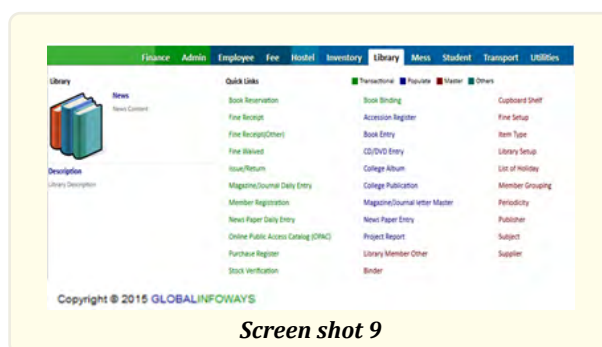 Finance Admin Employee Fee Hostel Inventory Library Mess Student Transport Utilities
Library
News
News Content
Description
Library Description
Quick Links
Transactional Populate Master Others
Book Reservation
Fine Receipt
Fine Receipt(Other)
Fine Waived
Issue/Return
Magazine/Journal Daily Entry
Member Registration
News Paper Daily Entry
Online Public Access Catalog (OPAC)
Purchase Register
Stock Verification
Book Binding
Accession Register
Book Entry
CD/DVD Entry
College Album
College Publication
Magazine/Journal letter Master
News Paper Entry
Project Report
Library Member Other
Binder
Cupboard Shelf
Fine Setup
Item Type
Library Setup
List of Holiday
Member Grouping
Periodicity
Publisher
Subject
Supplier
Copyright © 2015 GLOBALINFOWAYS
Screen shot 9